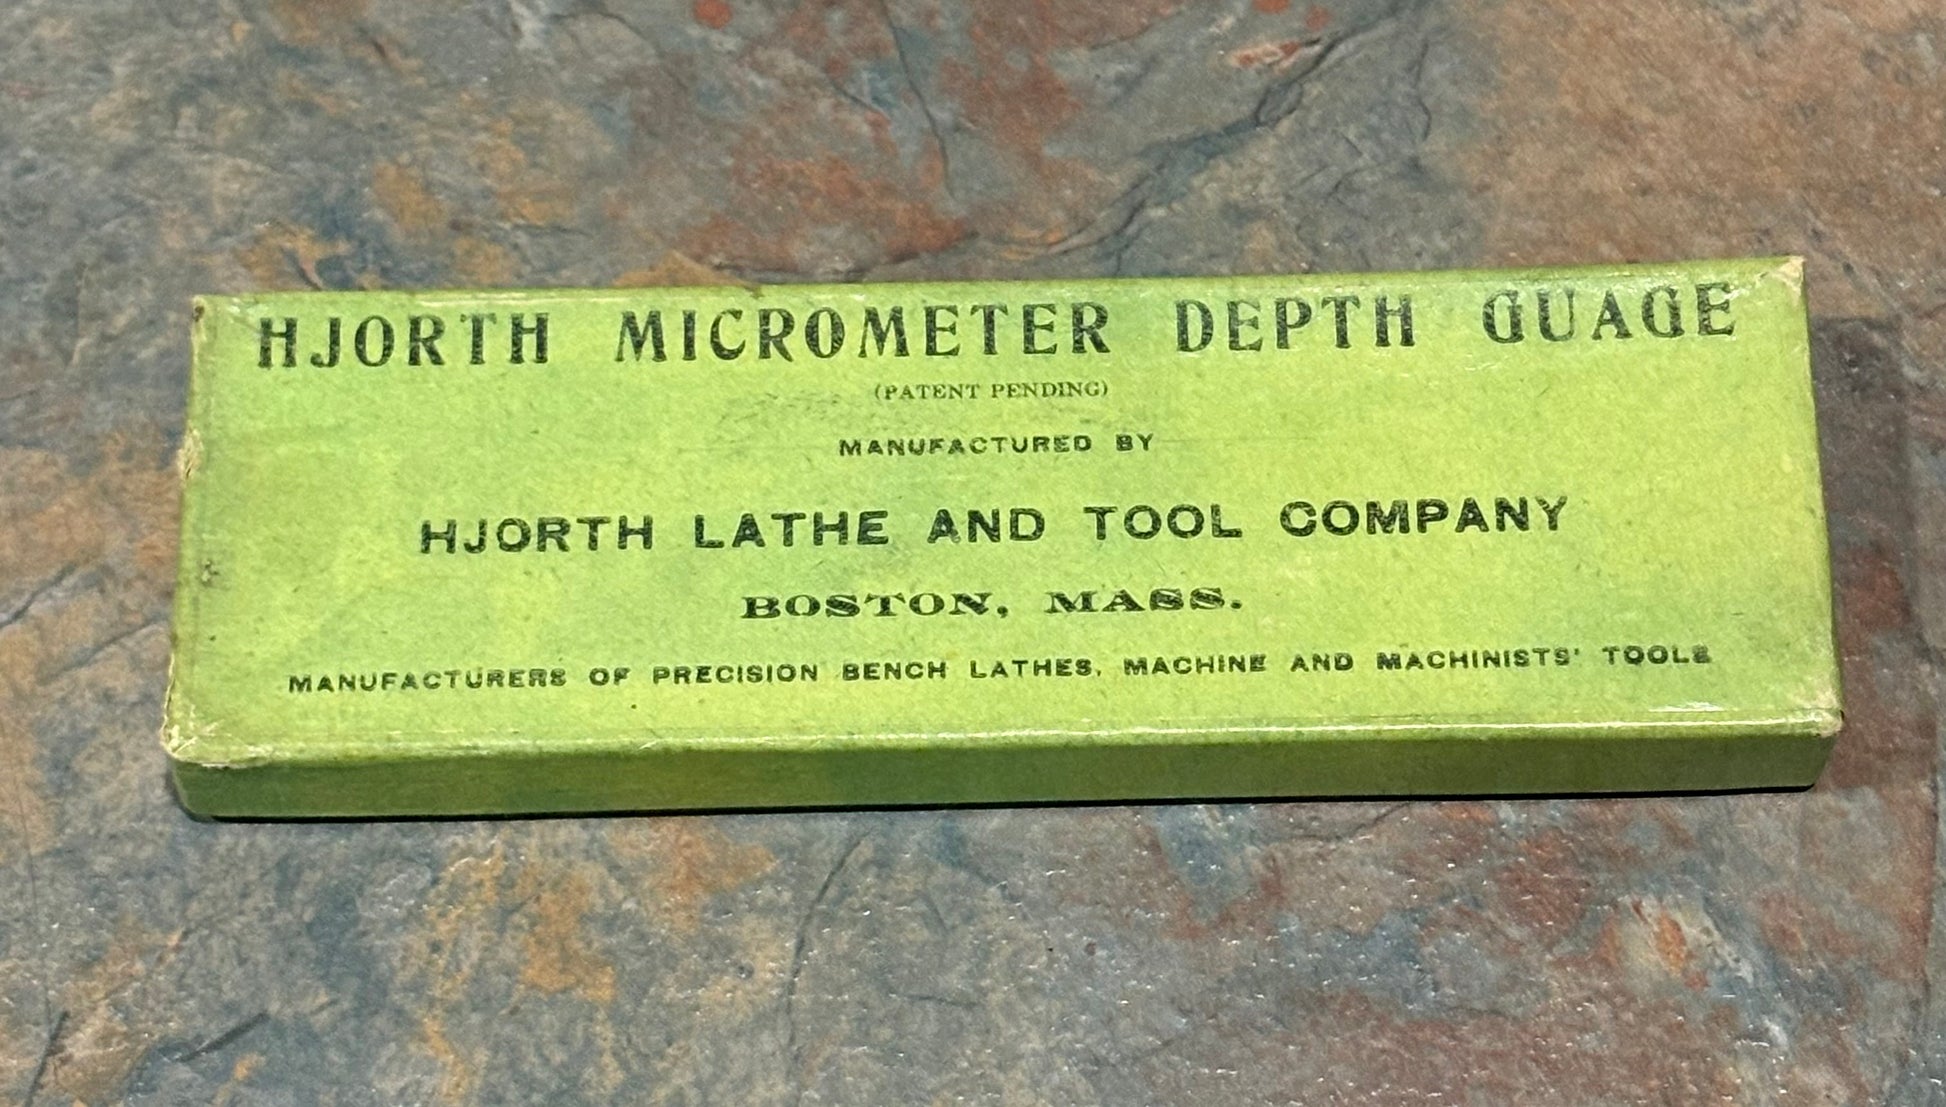 HJORTH MICROMETER DEPTH GUAGE
(PATENT PENDING)
MANUFACTURED BY
HJORTH LATHE AND TOOL COMPANY
BOSTON, MASS.
MANUFACTURERS OF PRECISION BENCH LATHES, MACHINE AND MACHINISTS' TOOLS